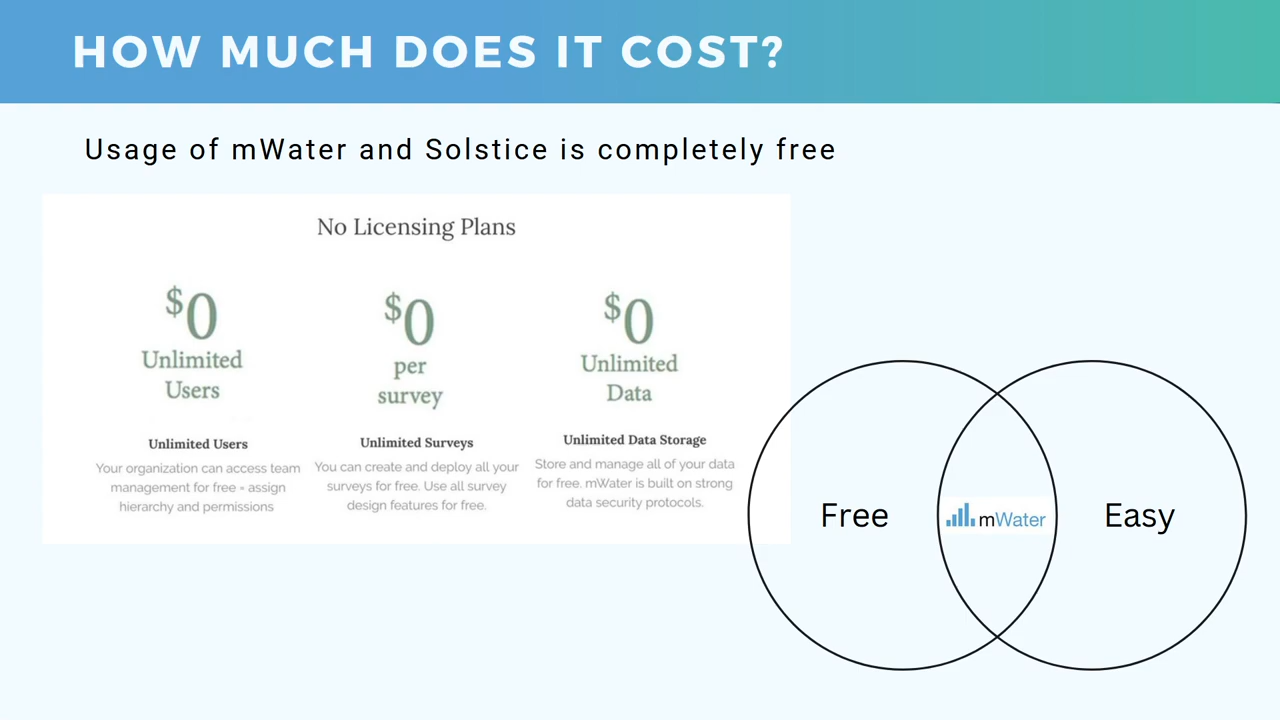 HOW MUCH DOES IT COST?
Usage of mWater and Solstice is completely free
No Licensing Plans
$0
Unlimited
Users
Unlimited Users
Your organization can access team
management for free - assign
hierarchy and permissions
$0
per
survey
Unlimited Surveys
You can create and deploy all your
surveys for free. Use all survey
design features for free.
$0
Unlimited
Data
Unlimited Data Storage
Store and manage all of your data
for free. mWater is built on strong
data security protocols.
Free
mWater
Easy